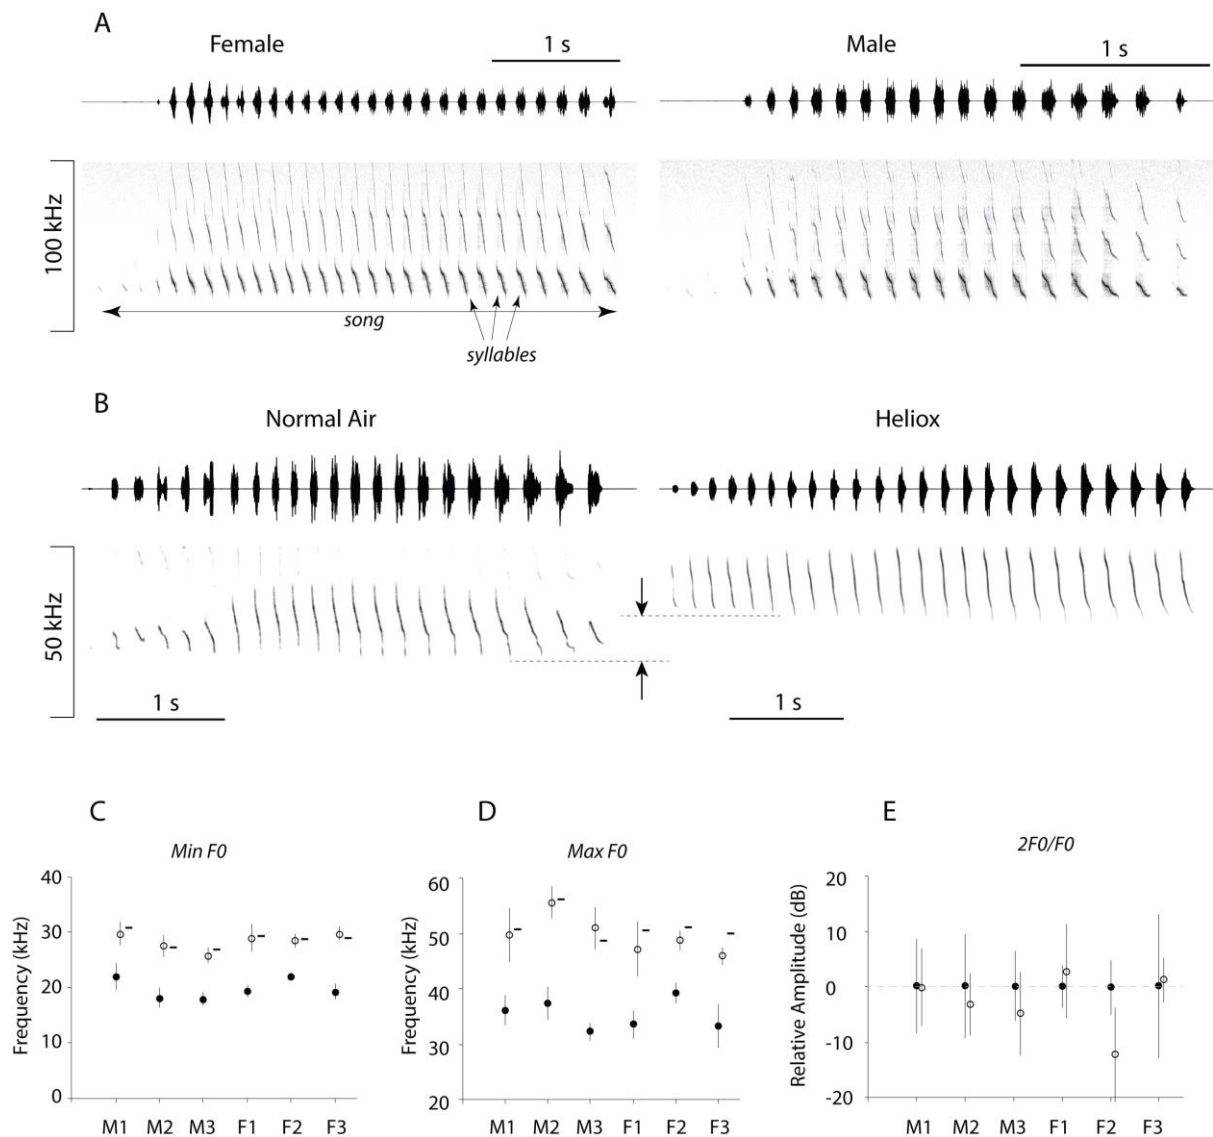 A
Female
1 s
Male
1 s
100 kHz
song
syllables
B
Normal Air
Heliox
50 kHz
1 s
1 s
C
D
E
Min F0
Max F0
2F0/F0
Frequency (kHz)
40
30
20
10
0
M1 M2 M3 F1 F2 F3
Frequency (kHz)
60
50
40
30
20
M1 M2 M3 F1 F2 F3
Relative Amplitude (dB)
20
10
0
-10
-20
M1 M2 M3 F1 F2 F3